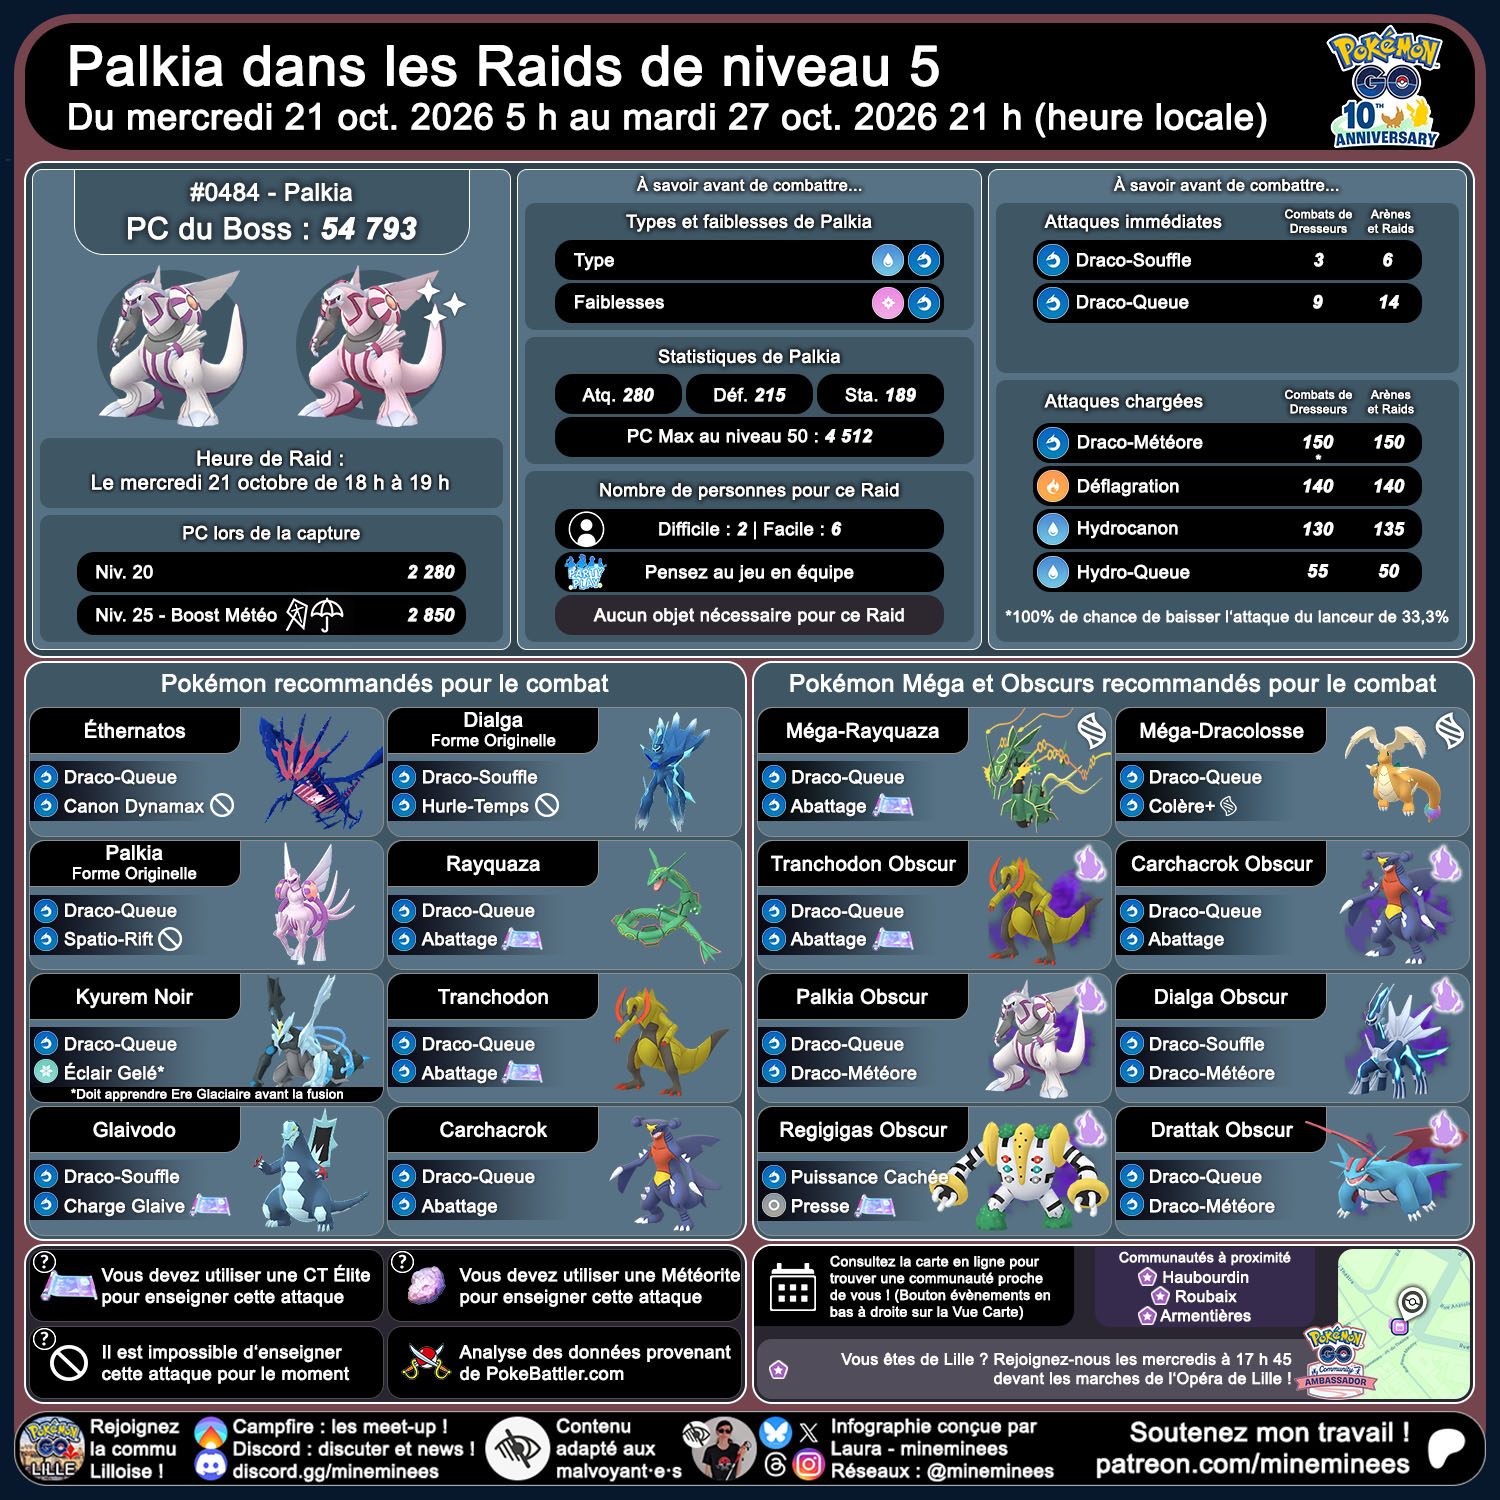 Palkia dans les Raids de niveau 5
Du mercredi 21 oct. 2026 5 h au mardi 27 oct. 2026 21 h (heure locale)
POKÉMON
GO
10TH
ANNIVERSARY
#0484 - Palkia
PC du Boss : 54 793
Heure de Raid :
Le mercredi 21 octobre de 18 h à 19 h
PC lors de la capture
Niv. 20 2 280
Niv. 25 - Boost Météo 2 850
À savoir avant de combattre...
Types et faiblesses de Palkia
Type
Faiblesses
Statistiques de Palkia
Atq. 280 Déf. 215 Sta. 189
PC Max au niveau 50 : 4 512
Nombre de personnes pour ce Raid
Difficile : 2 | Facile : 6
PARTY
PLAY
Pensez au jeu en équipe
Aucun objet nécessaire pour ce Raid
À savoir avant de combattre...
Attaques immédiates Combats de Dresseurs Arènes et Raids
Draco-Souffle 3 6
Draco-Queue 9 14
Attaques chargées Combats de Dresseurs Arènes et Raids
Draco-Météore 150 * 150
Déflagration 140 140
Hydrocanon 130 135
Hydro-Queue 55 50
*100% de chance de baisser l'attaque du lanceur de 33,3%
Pokémon recommandés pour le combat
Éthernatos
Draco-Queue
Canon Dynamax
Dialga
Forme Originelle
Draco-Souffle
Hurle-Temps
Palkia
Forme Originelle
Draco-Queue
Spatio-Rift
Rayquaza
Draco-Queue
Abattage
Kyurem Noir
Draco-Queue
Éclair Gelé*
*Doit apprendre Ere Glaciaire avant la fusion
Tranchodon
Draco-Queue
Abattage
Glaivodo
Draco-Souffle
Charge Glaive
Carchacrok
Draco-Queue
Abattage
Pokémon Méga et Obscurs recommandés pour le combat
Méga-Rayquaza
Draco-Queue
Abattage
Méga-Dracolosse
Draco-Queue
Colère+
Tranchodon Obscur
Draco-Queue
Abattage
Carchacrok Obscur
Draco-Queue
Abattage
Palkia Obscur
Draco-Queue
Draco-Météore
Dialga Obscur
Draco-Souffle
Draco-Météore
Regigigas Obscur
Puissance Cachée
Presse
Drattak Obscur
Draco-Queue
Draco-Météore
?
Vous devez utiliser une CT Élite
pour enseigner cette attaque
?
Vous devez utiliser une Météorite
pour enseigner cette attaque
?
Il est impossible d'enseigner
cette attaque pour le moment
Analyse des données provenant
de PokeBattler.com
Consultez la carte en ligne pour
trouver une communauté proche
de vous ! (Bouton évènements en
bas à droite sur la Vue Carte)
Communautés à proximité
Haubourdin
Roubaix
Armentières
Vous êtes de Lille ? Rejoignez-nous les mercredis à 17 h 45
devant les marches de l'Opéra de Lille !
POKÉMON
GO
Community
AMBASSADOR
POKÉMON
GO
LILLE
Rejoignez
la commu
Lilloise !
Campfire : les meet-up !
Discord : discuter et news !
discord.gg/mineminees
Contenu
adapté aux
malvoyant·e·s
Infographie conçue par
Laura - mineminees
Réseaux : @mineminees
Soutenez mon travail !
patreon.com/mineminees